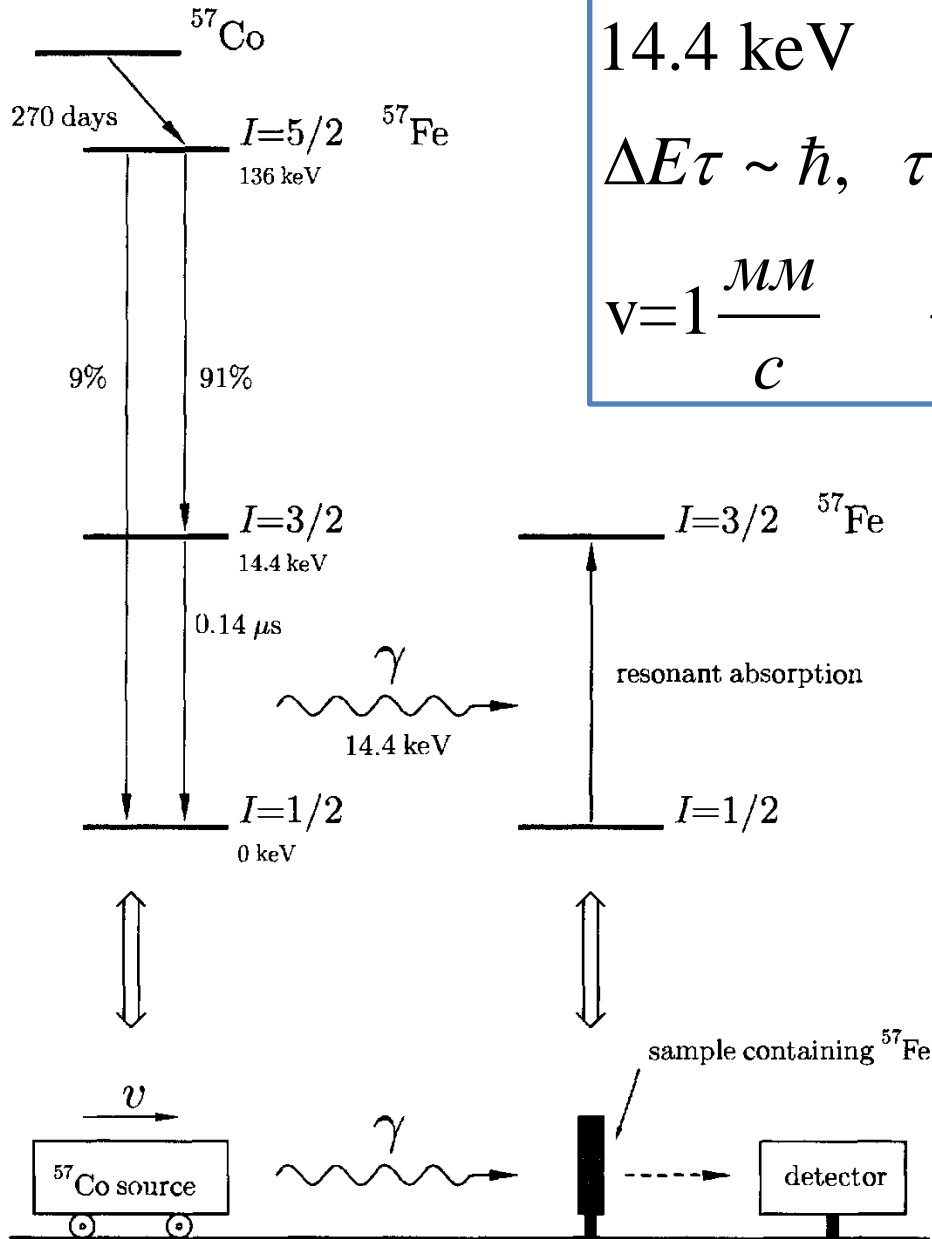 ⁵⁷Co
270 days
I=5/2 ⁵⁷Fe
136 keV
14.4 keV
ΔEτ ~ ħ, τ
v=1 мм/с
9%
91%
I=3/2
14.4 keV
0.14 μs
γ
14.4 keV
I=1/2
0 keV
I=3/2 ⁵⁷Fe
resonant absorption
I=1/2
sample containing ⁵⁷Fe
v
⁵⁷Co source
γ
detector